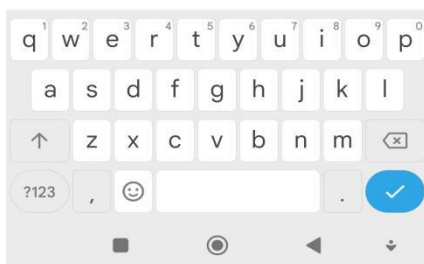 q1 w2 e3 r4 t5 y6 u7 i8 o9 p0
a s d f g h j k l
z x c v b n m
?123 , .